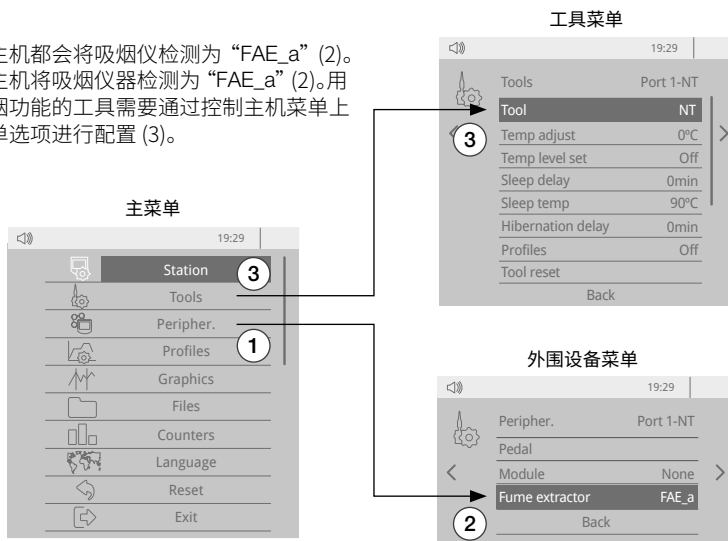 主机都会将吸烟仪检测为“FAE_a” (2)。
主机将吸烟仪器检测为 “FAE_a” (2)。用
烟功能的工具需要通过控制主机菜单上
单选项进行配置 (3)。
工具菜单
19:29
Tools Port 1-NT
Tool NT
3
Temp adjust 0ºC
Temp level set Off
Sleep delay 0min
Sleep temp 90ºC
Hibernation delay 0min
Profiles Off
Tool reset
Back
主菜单
19:29
Station
3
Tools
Peripher.
1
Profiles
Graphics
Files
Counters
Language
Reset
Exit
外围设备菜单
19:29
Peripher. Port 1-NT
Pedal
Module None
Fume extractor FAE_a
2
Back